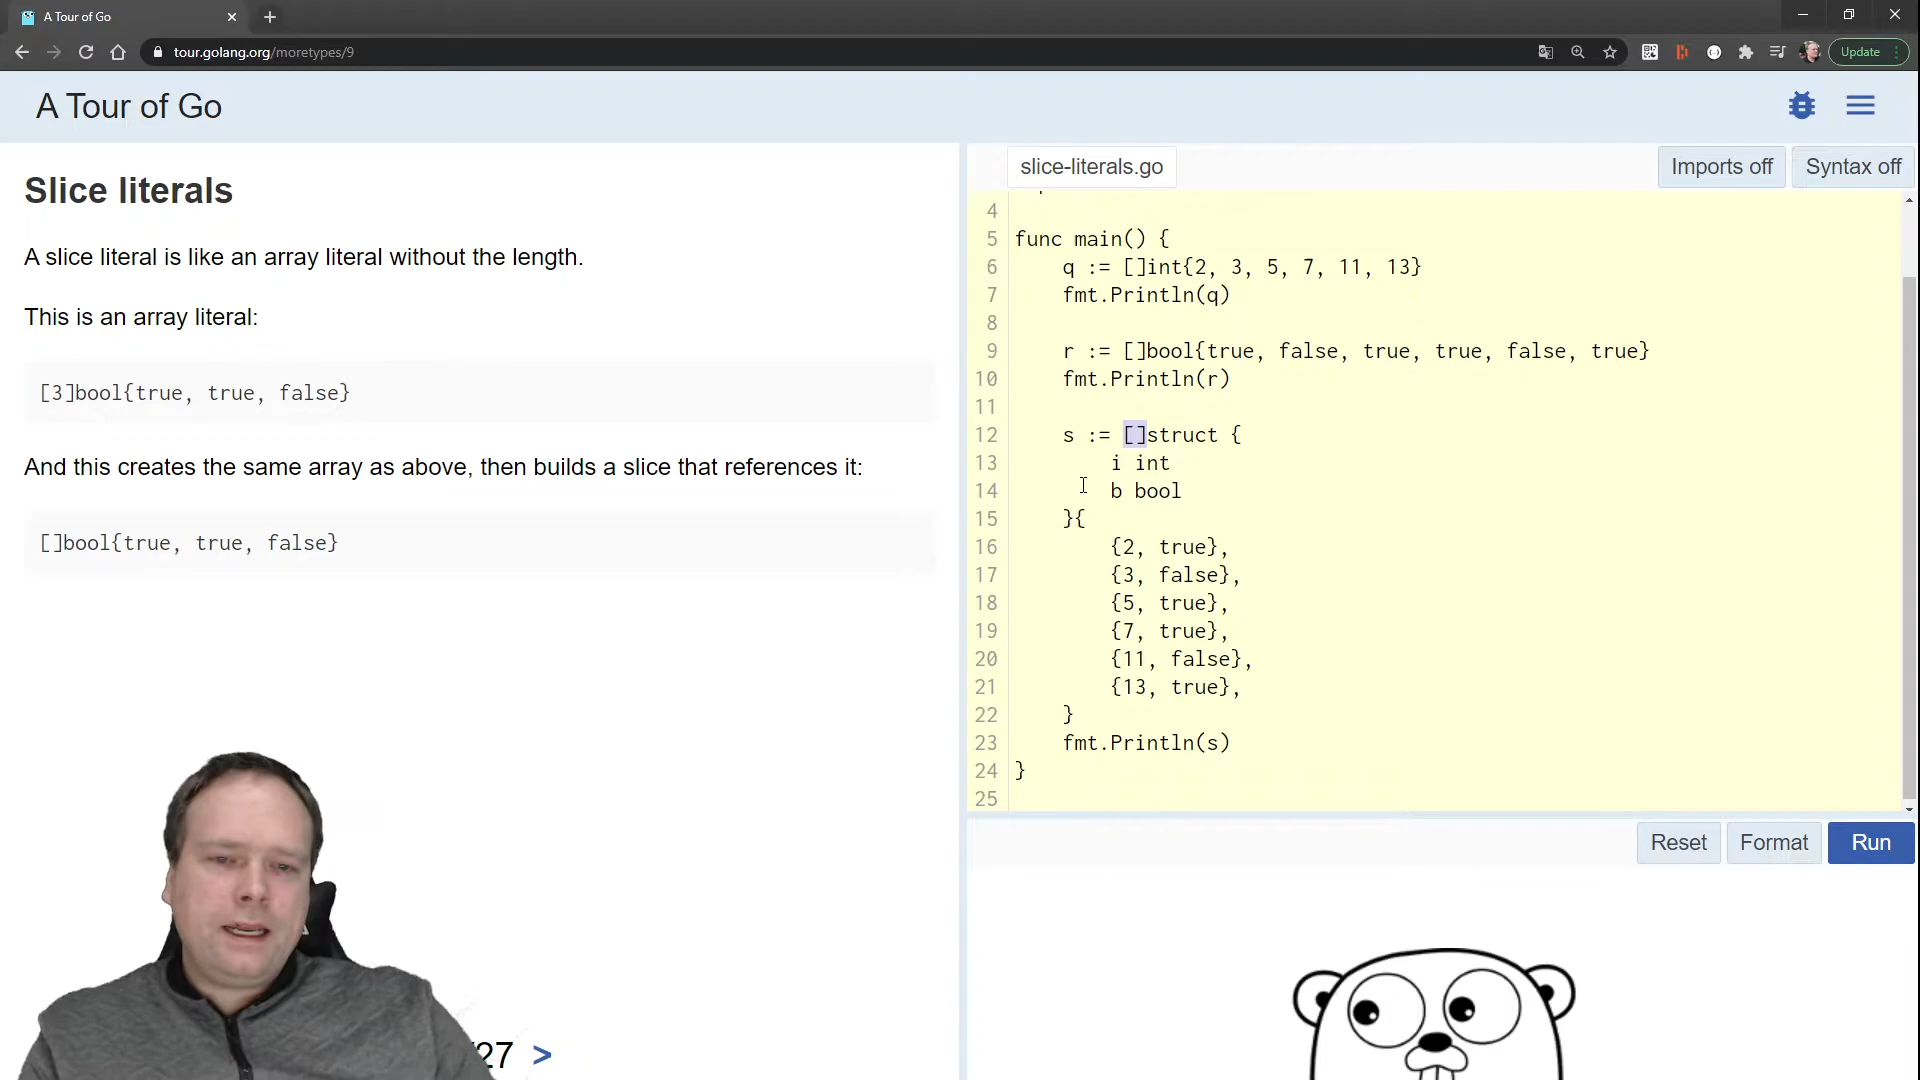 A Tour of Go
tour.golang.org/moretypes/9
Update
A Tour of Go
Slice literals
A slice literal is like an array literal without the length.
This is an array literal:
[3]bool{true, true, false}
And this creates the same array as above, then builds a slice that references it:
[]bool{true, true, false}
27 >
slice-literals.go
Imports off
Syntax off
4
5 func main() {
6 q := []int{2, 3, 5, 7, 11, 13}
7 fmt.Println(q)
8
9 r := []bool{true, false, true, true, false, true}
10 fmt.Println(r)
11
12 s := []struct {
13 i int
14 b bool
15 }{
16 {2, true},
17 {3, false},
18 {5, true},
19 {7, true},
20 {11, false},
21 {13, true},
22 }
23 fmt.Println(s)
24 }
25
Reset
Format
Run